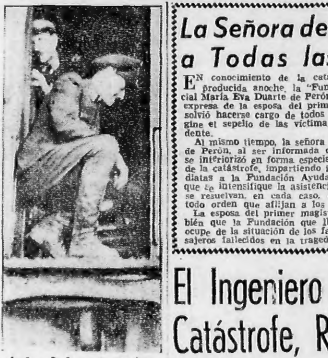 La Señora de
a Todas las
EN conocimiento de la cat
producida anoche, la "Fun
cial María Eva Duarte de Perón
expresa de la esposa del prim
solvió hacerse cargo de todos
gine el sepelio de las víctima
dente.
Al mismo tiempo, la señora
de Perón, al ser informada
se interiorizó en forma especia
de la catástrofe, impartiendo
diatas a la Fundación Ayuda
que se intensifique la asistenc
se resuelvan, en cada caso,
todo orden que aflijan a los
La esposa del primer magis
bién que la Fundación que
ocupe de la situación de los fa
sajeros fallecidos en la traged
El Ingeniero
Catástrofe, R